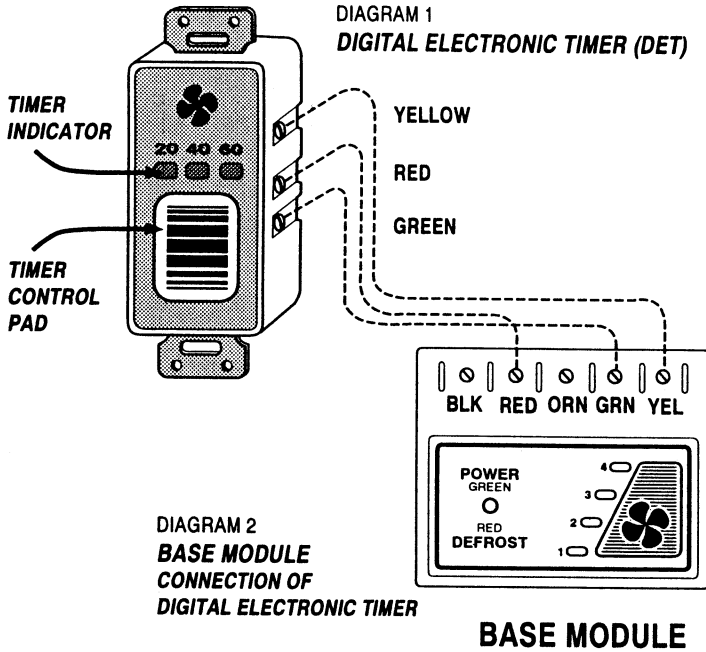 DIAGRAM 1
DIGITAL ELECTRONIC TIMER (DET)
TIMER
INDICATOR
20 40 60
TIMER
CONTROL
PAD
YELLOW
RED
GREEN
BLK RED ORN GRN YEL
POWER
GREEN
RED
DEFROST
4
3
2
1
DIAGRAM 2
BASE MODULE
CONNECTION OF
DIGITAL ELECTRONIC TIMER
BASE MODULE